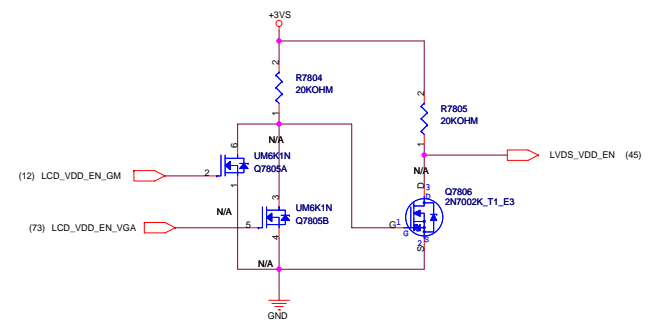 +3VS
2
R7804
20KOHM
1
2
R7805
20KOHM
1
N/A
6
UM6K1N
Q7805A
(12) LCD_VDD_EN_GM
2
1
LVDS_VDD_EN (45)
N/A
D
3
D
Q7806
2N7002K_T1_E3
3
UM6K1N
Q7805B
N/A
(73) LCD_VDD_EN_VGA
5
4
G
1
G
S
2
S
N/A
GND